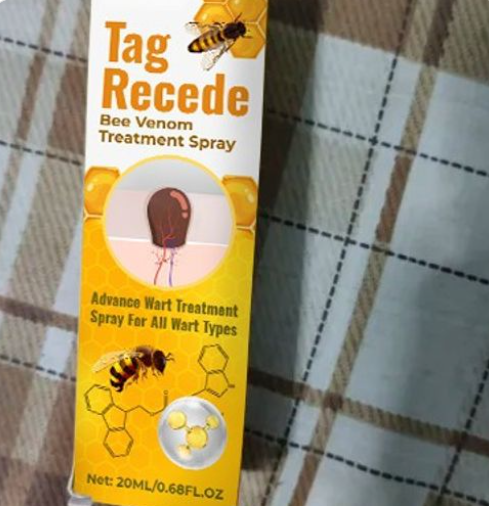 Tag
Recede
Bee Venom
Treatment Spray
Advance Wart Treatment
Spray For All Wart Types
Net: 20ML/0.68FL.OZ